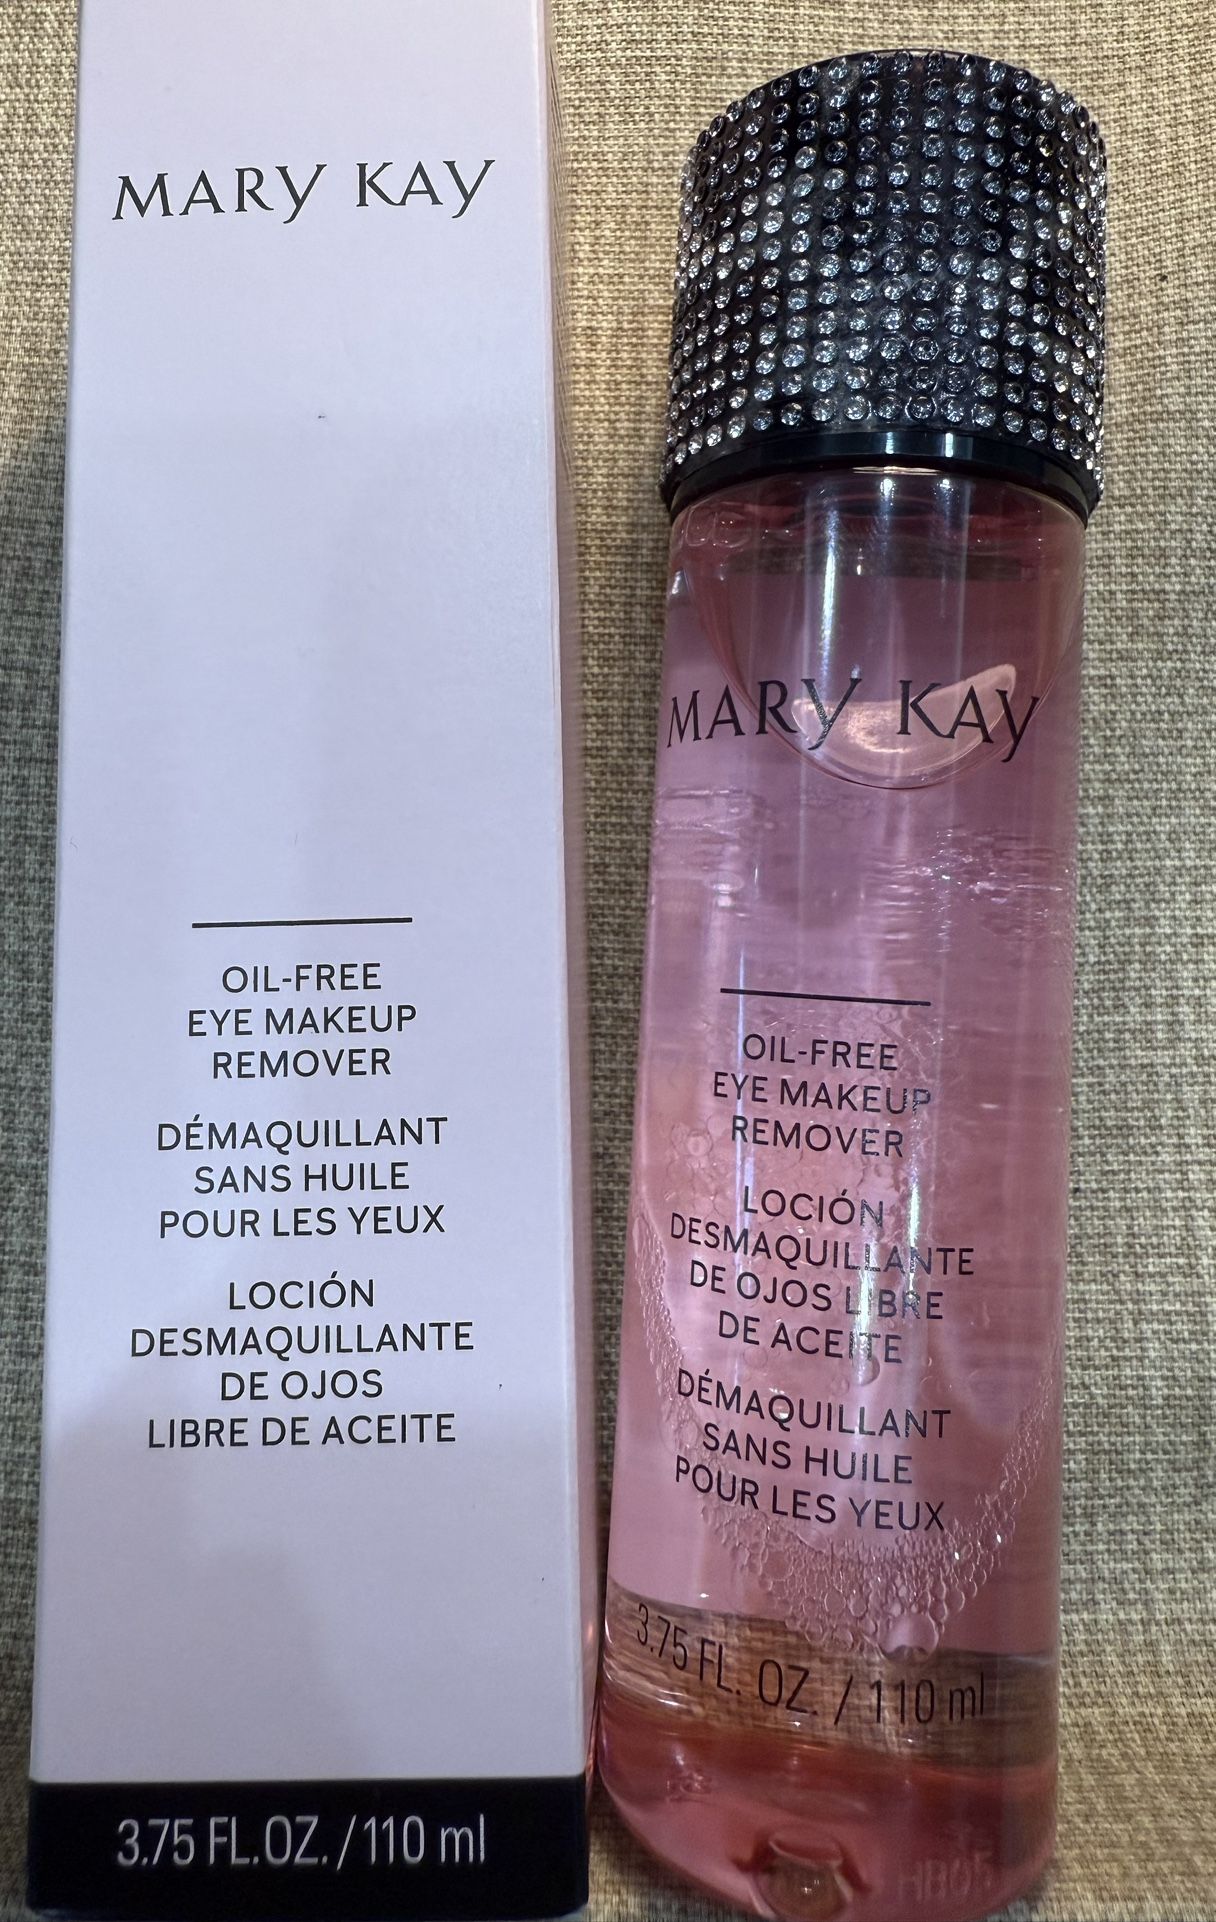 MARY KAY
OIL-FREE
EYE MAKEUP
REMOVER
DÉMAQUILLANT
SANS HUILE
POUR LES YEUX
LOCIÓN
DESMAQUILLANTE
DE OJOS
LIBRE DE ACEITE
3.75 FL.OZ./110 ml
MARY KAY
OIL-FREE
EYE MAKEUP
REMOVER
LOCIÓN
DESMAQUILLANTE
DE OJOS LIBRE
DE ACEITE
DÉMAQUILLANT
SANS HUILE
POUR LES YEUX
3.75 FL. OZ. / 110 ml